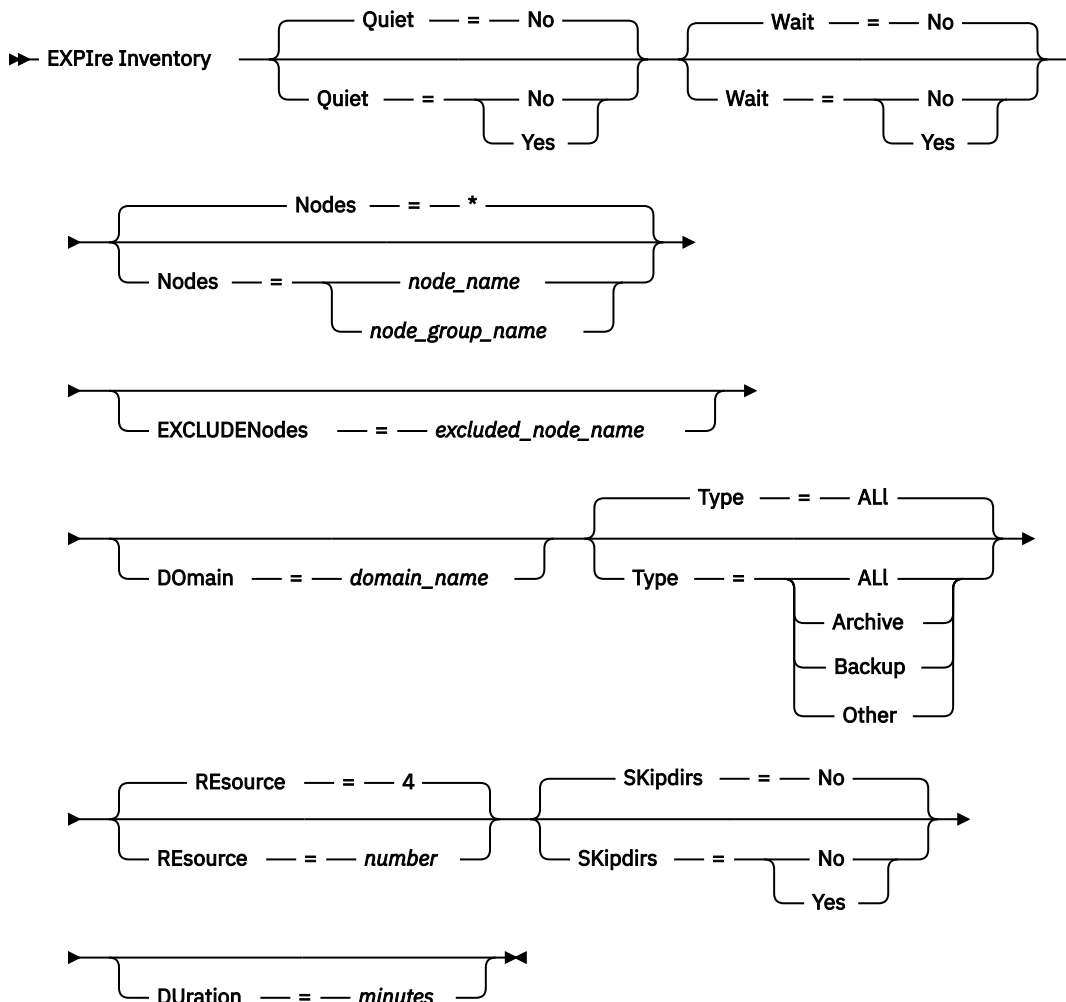 Quiet = No Wait = No
EXPIre Inventory
Quiet = No Wait = No
Yes Yes
Nodes = *
Nodes = node_name
node_group_name
EXCLUDENodes = excluded_node_name
Type = ALl
DOmain = domain_name Type = ALl
Archive
Backup
Other
REsource = 4 SKipdirs = No
REsource = number SKipdirs = No
Yes
DUration = minutes